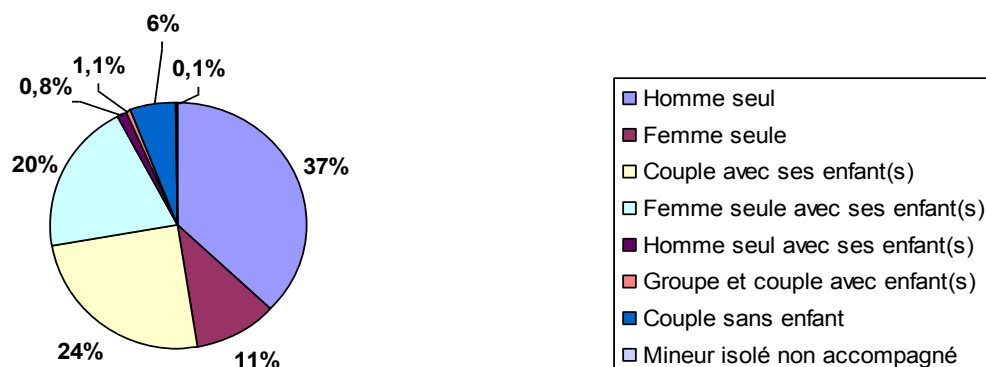 6%
1,1%
0,1%
0,8%
20%
37%
24%
11%
Homme seul
Femme seule
Couple avec ses enfant(s)
Femme seule avec ses enfant(s)
Homme seul avec ses enfant(s)
Groupe et couple avec enfant(s)
Couple sans enfant
Mineur isolé non accompagné